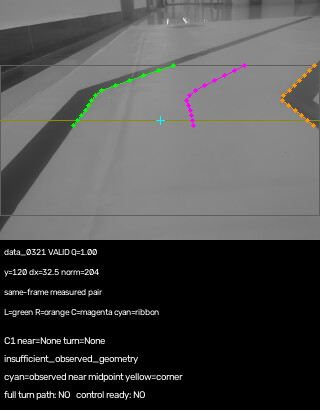 data_0321 VALID Q=1.00
y=120 dx=32.5 norm=204
same-frame measured pair
L=green R=orange C=magenta cyan=ribbon
C1 near=None turn=None
insufficient_observed_geometry
cyan=observed near midpoint yellow=corner
full turn path: NO control ready: NO